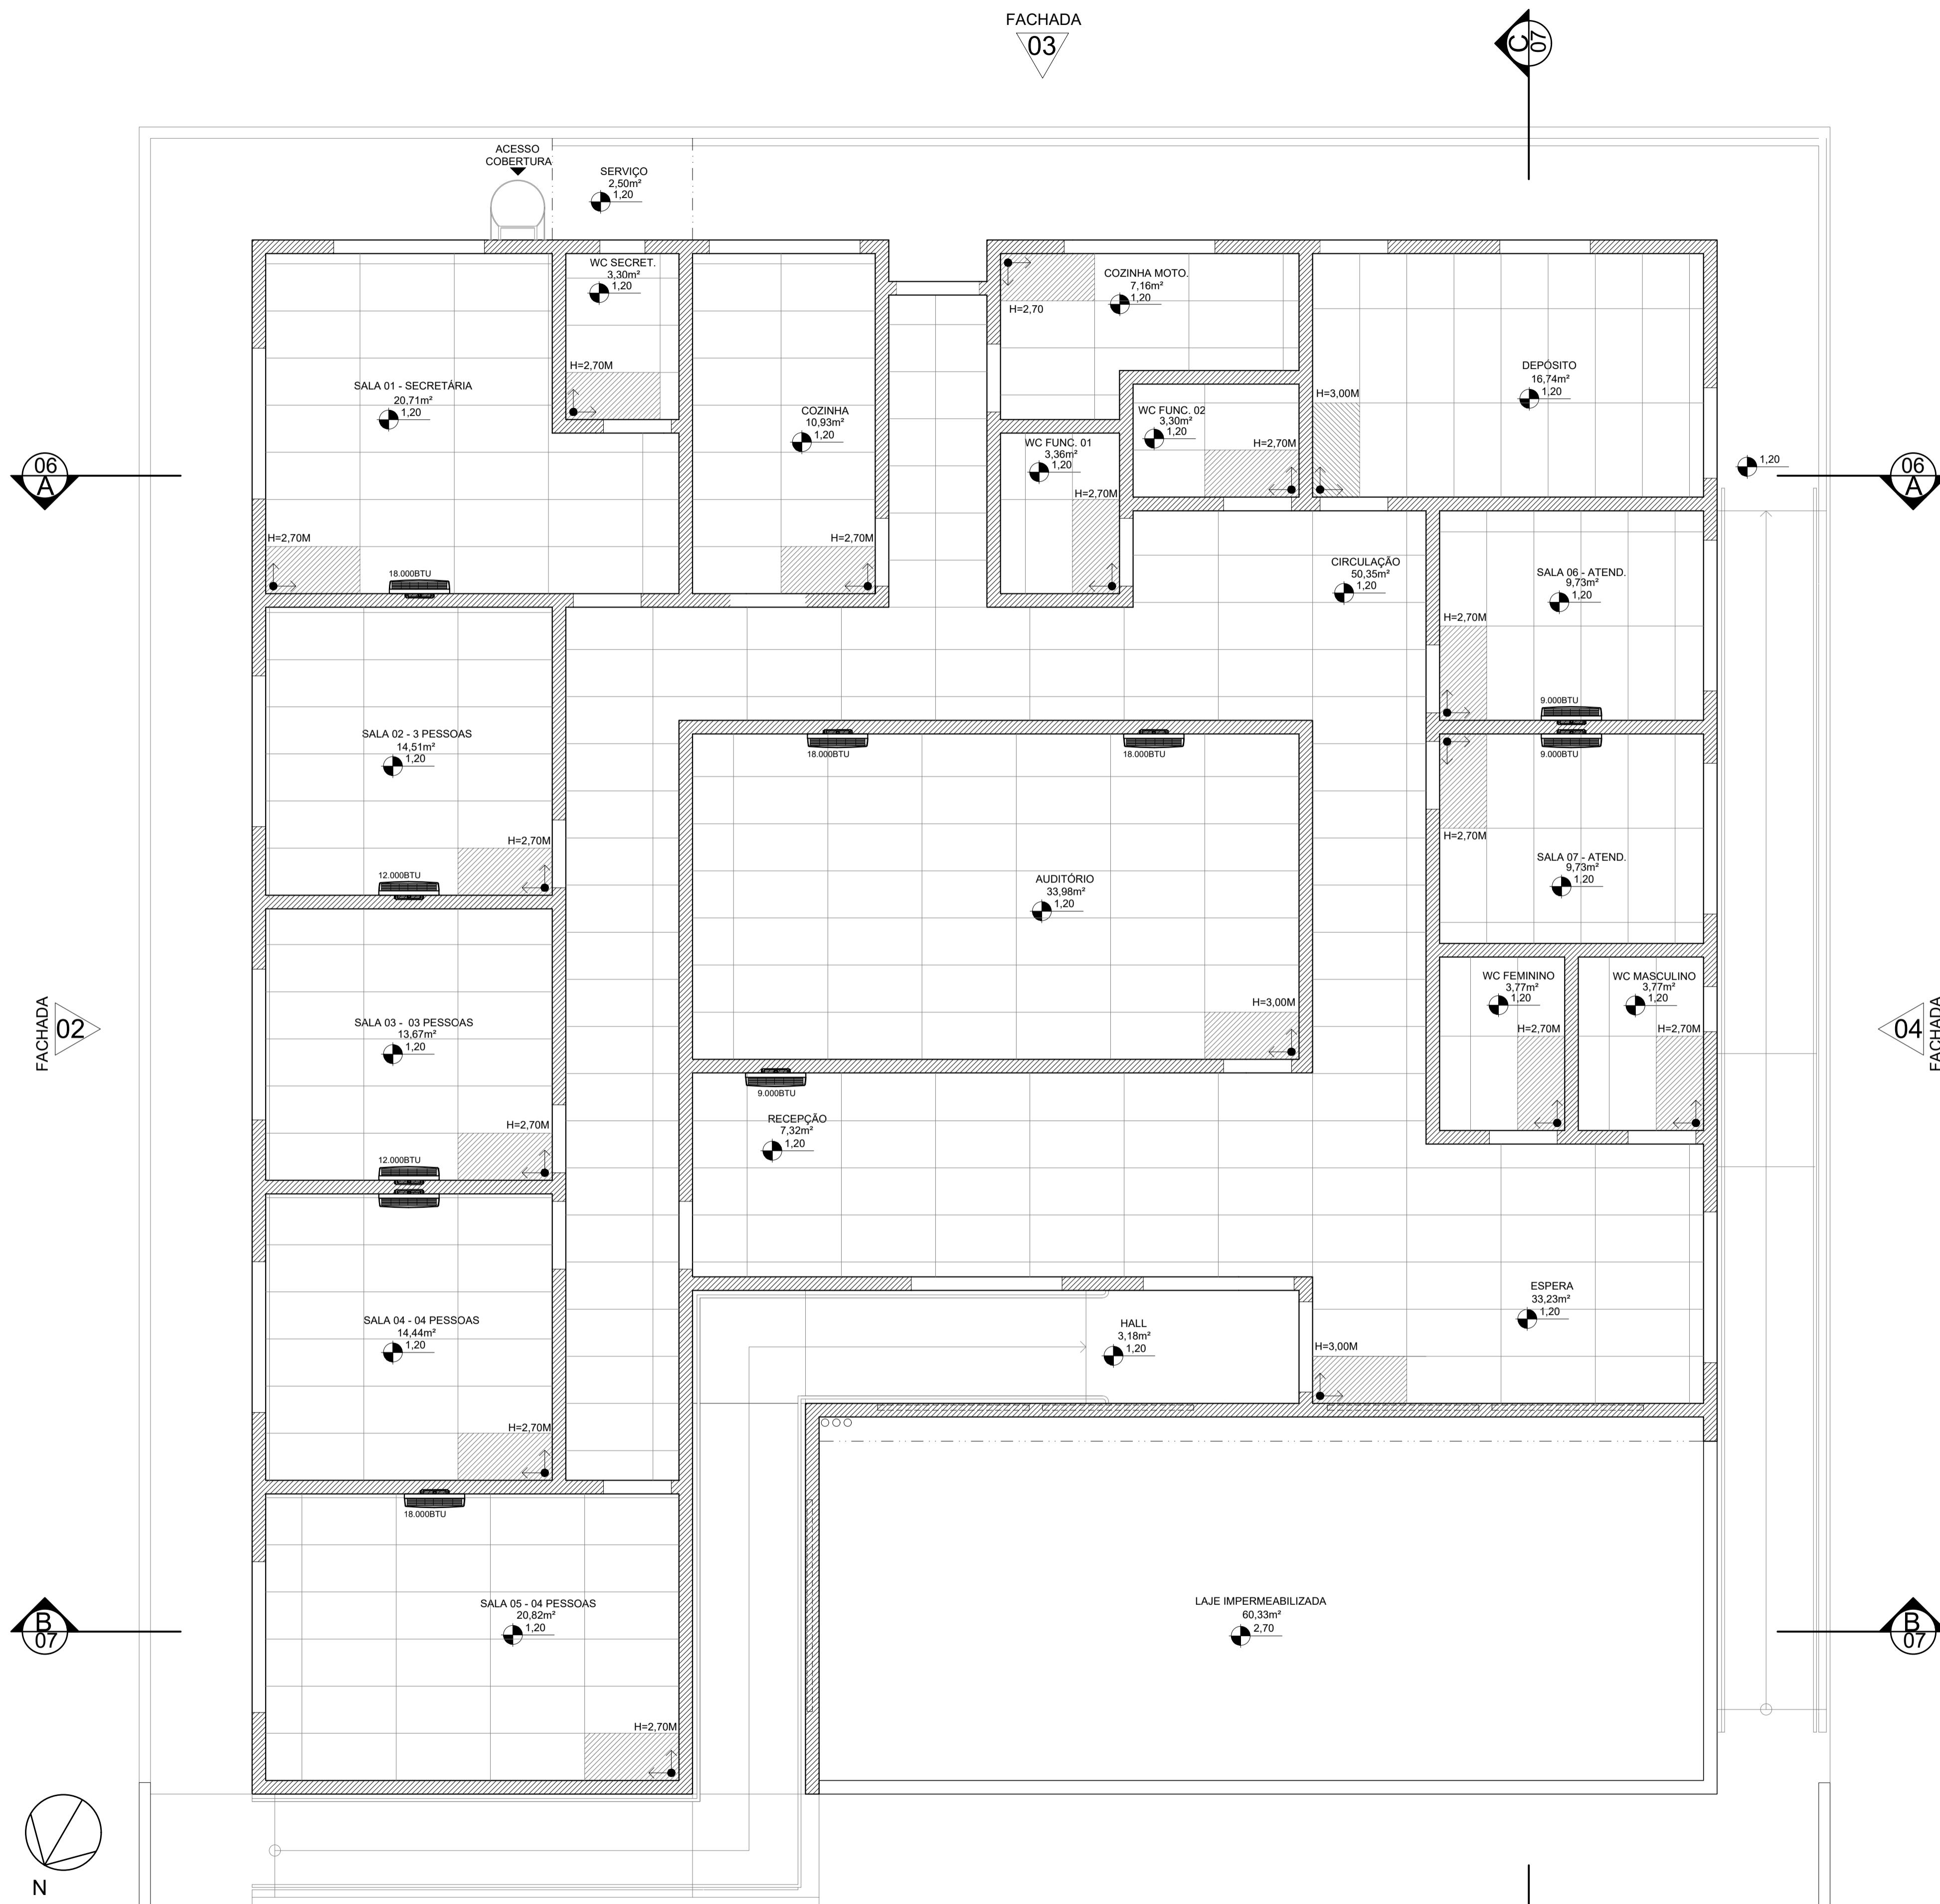 FACHADA
03
C
07
ACESSO
COBERTURA
SERVIÇO
2,50m²
1,20
WC SECRET.
3,30m²
1,20
H=2,70M
COZINHA MOTO.
7,16m²
1,20
H=2,70
DEPÓSITO
16,74m²
1,20
H=3,00M
SALA 01 - SECRETÁRIA
20,71m²
1,20
H=2,70M
18.000BTU
COZINHA
10,93m²
1,20
H=2,70M
WC FUNC. 02
3,30m²
1,20
H=2,70M
WC FUNC. 01
3,36m²
1,20
H=2,70M
06
A
1,20
06
A
CIRCULAÇÃO
50,35m²
1,20
SALA 06 - ATEND.
9,73m²
1,20
H=2,70M
9.000BTU
SALA 02 - 3 PESSOAS
14,51m²
1,20
H=2,70M
12.000BTU
18.000BTU
18.000BTU
9.000BTU
H=2,70M
SALA 07 - ATEND.
9,73m²
1,20
AUDITÓRIO
33,98m²
1,20
H=3,00M
WC FEMININO
3,77m²
1,20
H=2,70M
WC MASCULINO
3,77m²
1,20
H=2,70M
FACHADA
02
04
FACHADA
SALA 03 -  03 PESSOAS
13,67m²
1,20
H=2,70M
12.000BTU
9.000BTU
RECEPÇÃO
7,32m²
1,20
SALA 04 - 04 PESSOAS
14,44m²
1,20
H=2,70M
HALL
3,18m²
1,20
ESPERA
33,23m²
1,20
H=3,00M
18.000BTU
SALA 05 - 04 PESSOAS
20,82m²
1,20
H=2,70M
LAJE IMPERMEABILIZADA
60,33m²
2,70
B
07
B
07
N